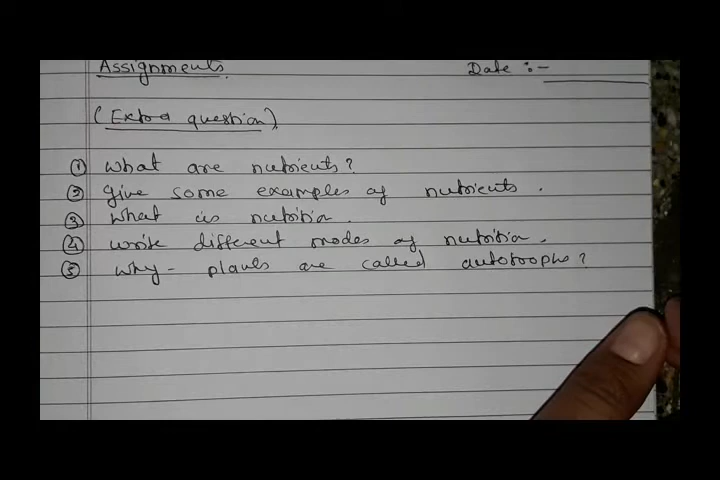 Assignments.
Date :-
(Extra question).
① What are nutrients?
② Give some examples of nutrients.
③ What is nutrition.
④ write different modes of nutrition.
⑤ Why - plants are called autotrophs?